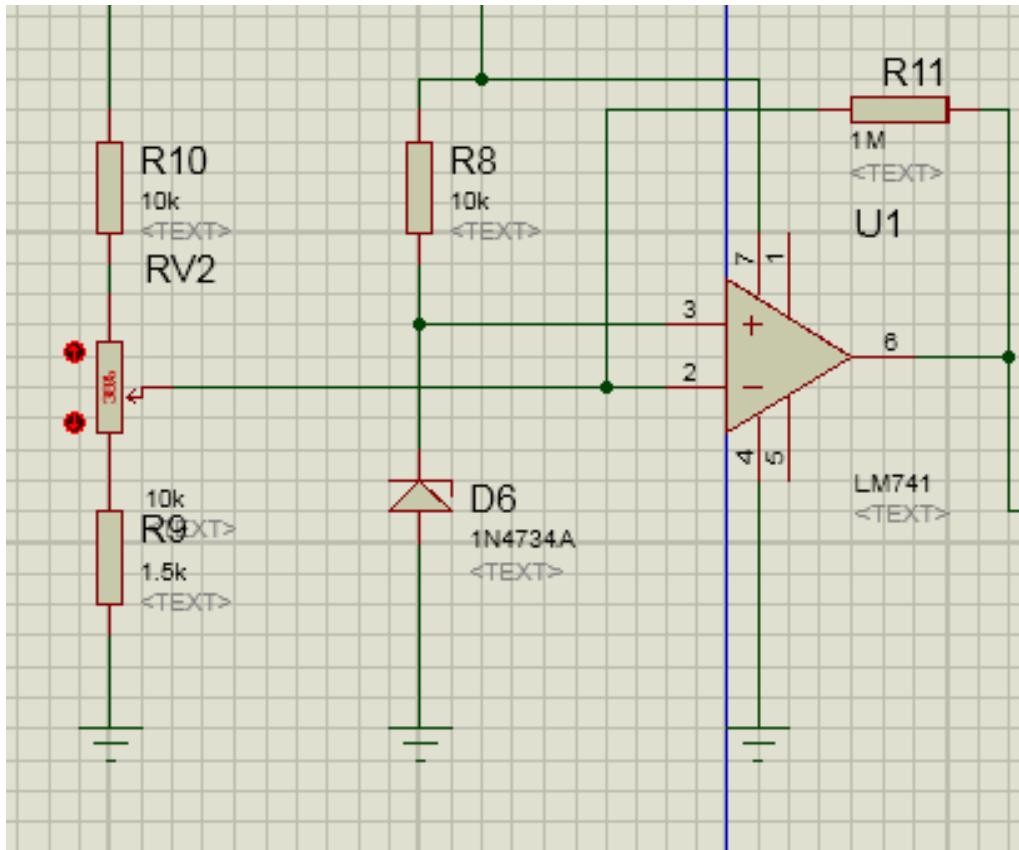 R11
1M
<TEXT>
R10
10k
<TEXT>
R8
10k
<TEXT>
U1
7
1
RV2
3
+
6
2
−
4
5
10k
<TEXT>
R9
1.5k
<TEXT>
D6
1N4734A
<TEXT>
LM741
<TEXT>